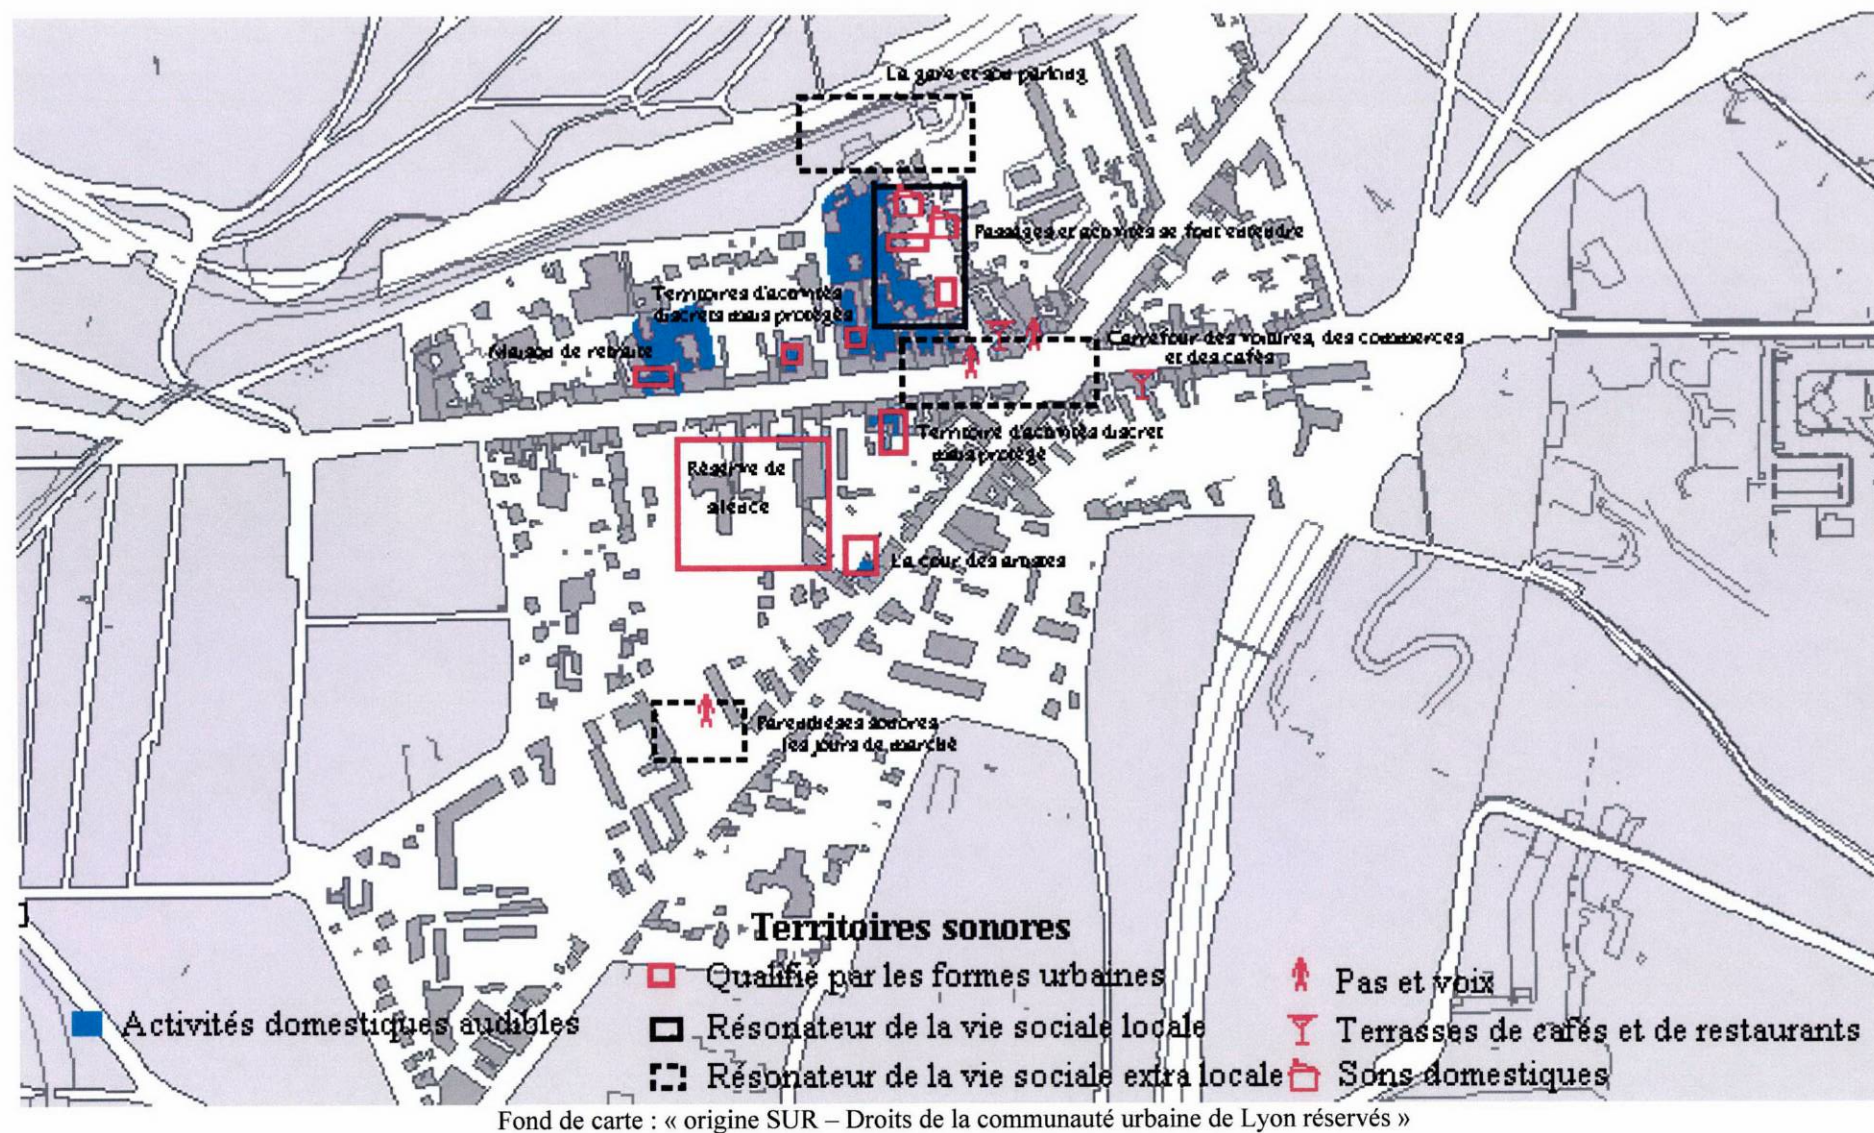 La gare et son parking
Passages et activités se font entendre
Territoires d'activités
discrets mais protégés
Maison de retraite
Carrefour des voitures, des commerces
et des cafés
Territoire d'activités discret
mais protégé
Réserve de
silence
La cour des artistes
Parenthèses sonores
les jours de marché
Territoires sonores
Qualifié par les formes urbaines
Pas et voix
Activités domestiques audibles
Résonateur de la vie sociale locale
Terrasses de cafés et de restaurants
Résonateur de la vie sociale extra locale
Sons domestiques
Fond de carte : « origine SUR – Droits de la communauté urbaine de Lyon réservés »